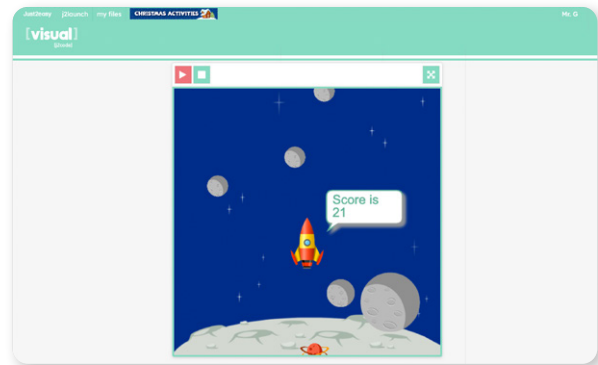 Just2easy j2launch my files CHRISTMAS ACTIVITIES Mr. G
[visual]
Score is
21